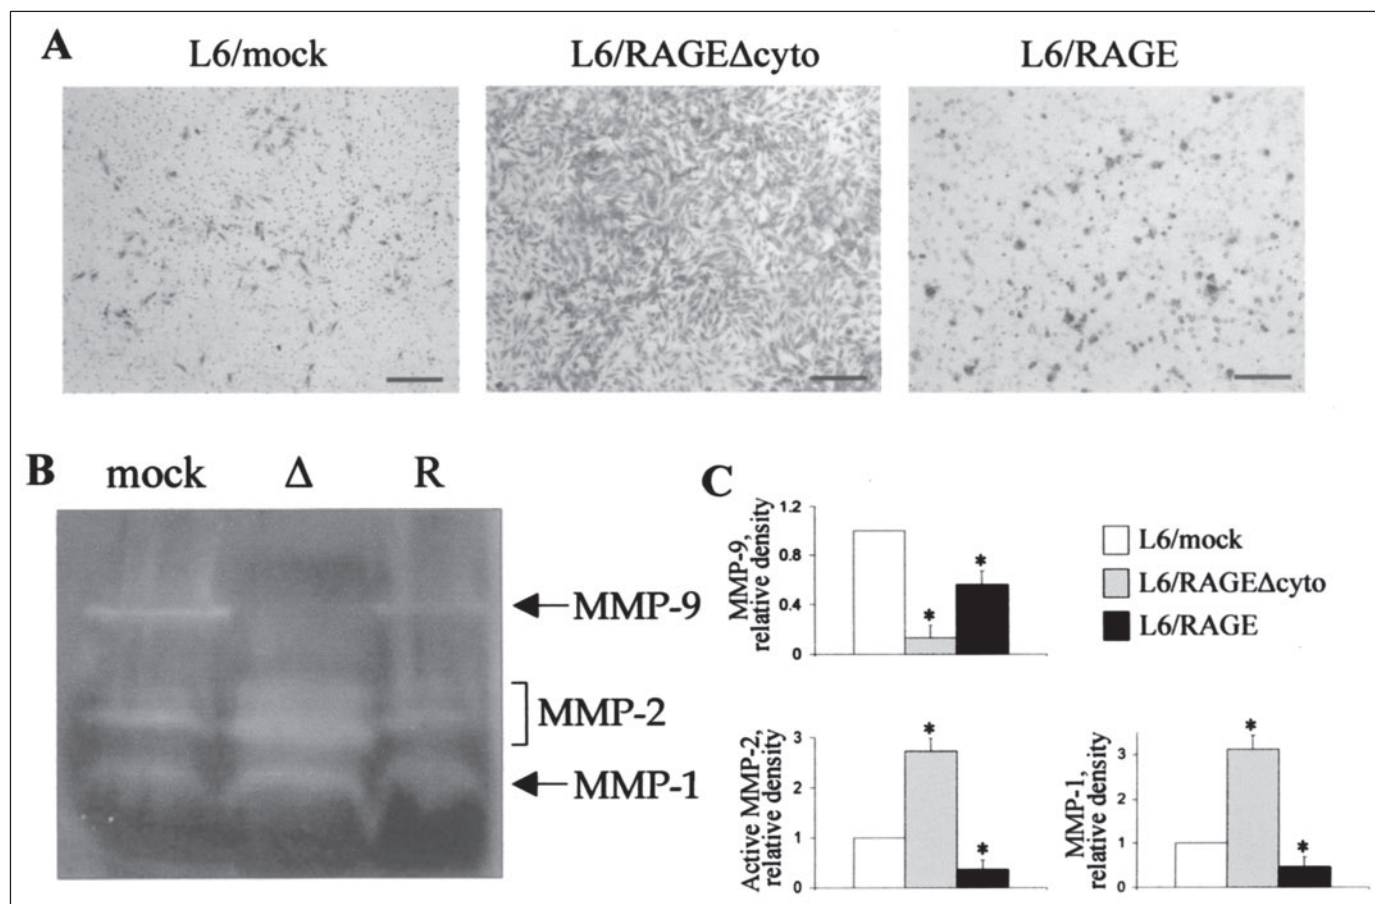 A
L6/mock
L6/RAGEΔcyto
L6/RAGE
B
mock
Δ
R
MMP-9
MMP-2
MMP-1
C
MMP-9,
relative density
1.2
0.8
0.4
0
*
*
L6/mock
L6/RAGEΔcyto
L6/RAGE
Active MMP-2,
relative density
3
2
1
0
*
*
MMP-1,
relative density
3
2
1
0
*
*